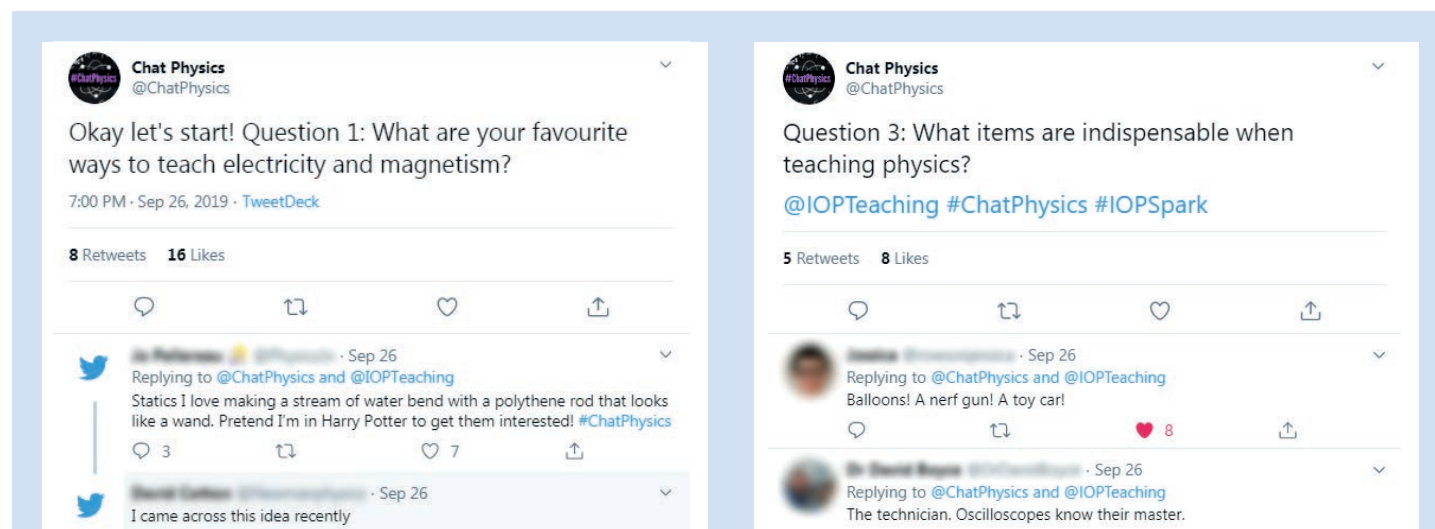 #ChatPhysics
Chat Physics
@ChatPhysics
Okay let's start! Question 1: What are your favourite
ways to teach electricity and magnetism?
7:00 PM · Sep 26, 2019 · TweetDeck
8 Retweets 16 Likes
· Sep 26
Replying to @ChatPhysics and @IOPTeaching
Statics I love making a stream of water bend with a polythene rod that looks
like a wand. Pretend I'm in Harry Potter to get them interested! #ChatPhysics
3 7
· Sep 26
I came across this idea recently
#ChatPhysics
Chat Physics
@ChatPhysics
Question 3: What items are indispensable when
teaching physics?
@IOPTeaching #ChatPhysics #IOPSpark
5 Retweets 8 Likes
· Sep 26
Replying to @ChatPhysics and @IOPTeaching
Balloons! A nerf gun! A toy car!
8
· Sep 26
Replying to @ChatPhysics and @IOPTeaching
The technician. Oscilloscopes know their master.